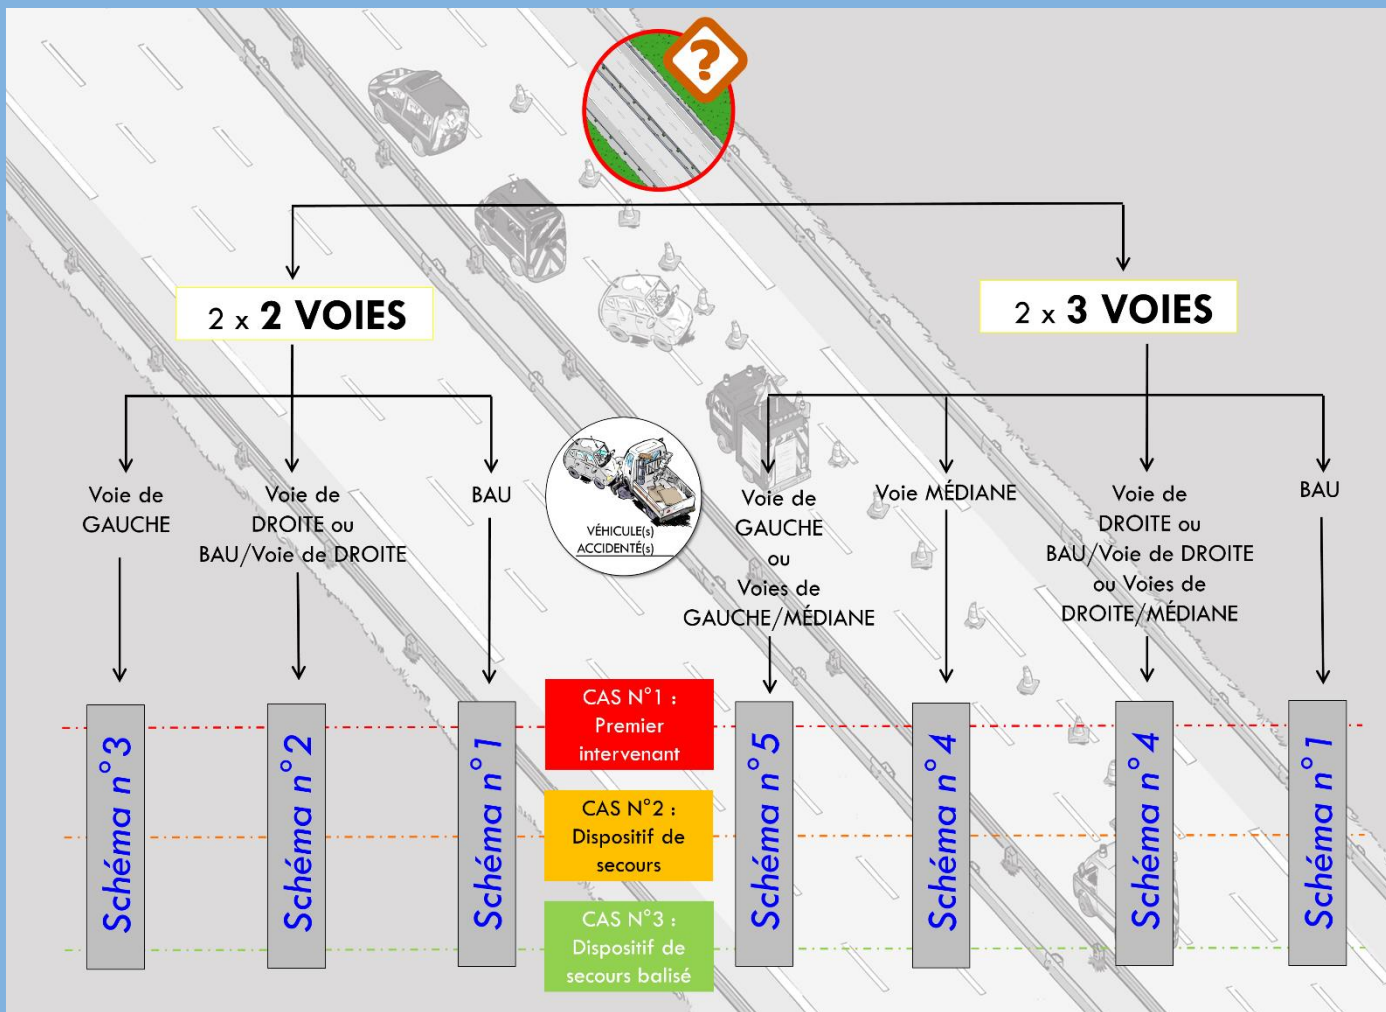 ?
2 x 2 VOIES
2 x 3 VOIES
Voie de
GAUCHE
Voie de
DROITE ou
BAU/Voie de DROITE
BAU
VÉHICULE(s)
ACCIDENTÉ(s)
Voie de
GAUCHE
ou
Voies de
GAUCHE/MÉDIANE
Voie MÉDIANE
Voie de
DROITE ou
BAU/Voie de DROITE
ou Voies de
DROITE/MÉDIANE
BAU
Schéma n°3
Schéma n°2
Schéma n°1
CAS N°1 :
Premier
intervenant
CAS N°2 :
Dispositif de
secours
CAS N°3 :
Dispositif de
secours balisé
Schéma n°5
Schéma n°4
Schéma n°4
Schéma n°1